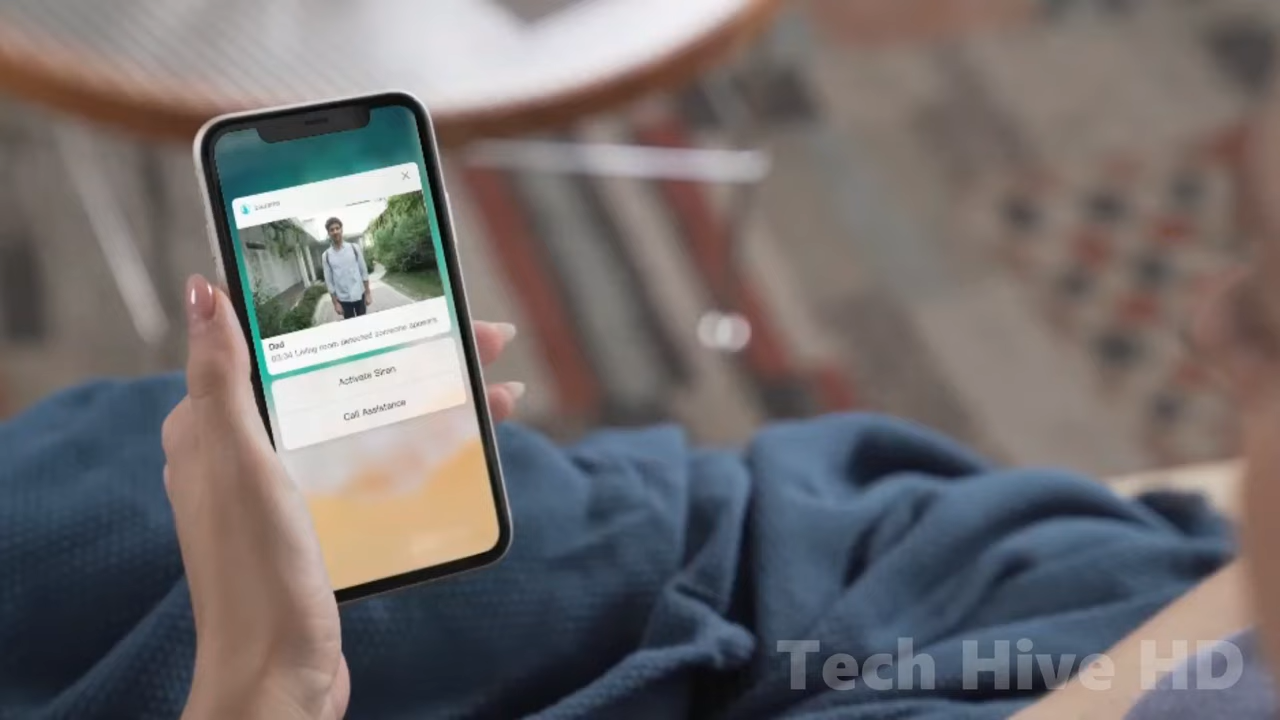 Dad
03:34 Living room detected someone appears.
Activate Siren
Call Assistance
Tech Hive HD